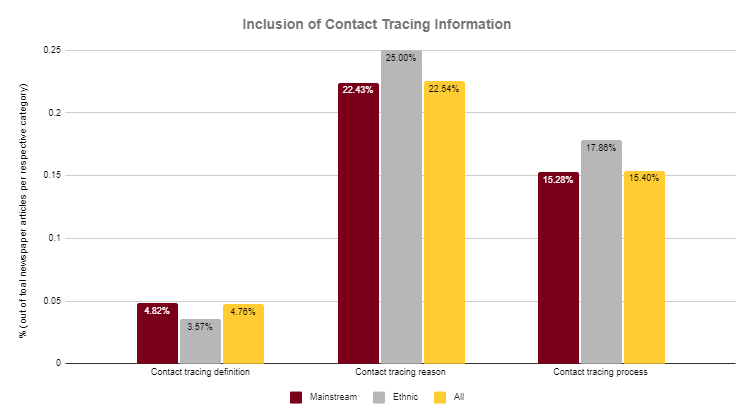 Inclusion of Contact Tracing Information
% ( out of toal newspaper articles per respective category)
0.25
0.2
0.15
0.1
0.05
0
4.82%
3.57%
4.76%
22.43%
25.00%
22.54%
15.28%
17.86%
15.40%
Contact tracing definition
Contact tracing reason
Contact tracing process
Mainstream
Ethnic
All